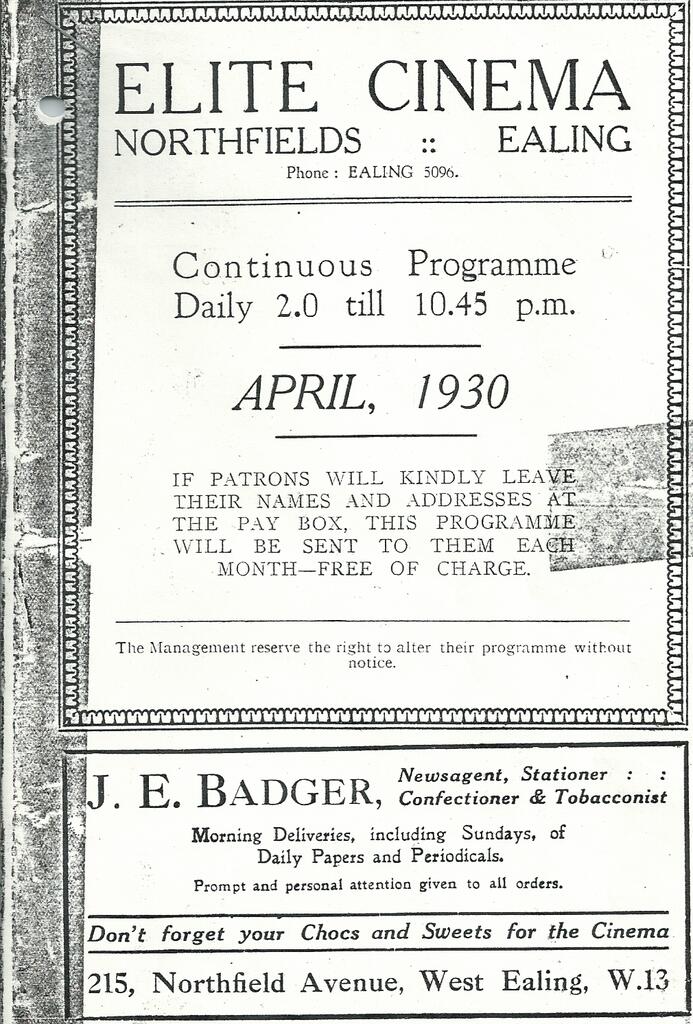 ELITE CINEMA
NORTHFIELDS :: EALING
Phone : EALING 5096.
Continuous Programme
Daily 2.0 till 10.45 p.m.
APRIL, 1930
IF PATRONS WILL KINDLY LEAVE
THEIR NAMES AND ADDRESSES AT
THE PAY BOX, THIS PROGRAMME
WILL BE SENT TO THEM EACH
MONTH—FREE OF CHARGE.
The Management reserve the right to alter their programme without
notice.
J. E. BADGER, Newsagent, Stationer : :
Confectioner & Tobacconist
Morning Deliveries, including Sundays, of
Daily Papers and Periodicals.
Prompt and personal attention given to all orders.
Don't forget your Chocs and Sweets for the Cinema
215, Northfield Avenue, West Ealing, W.13